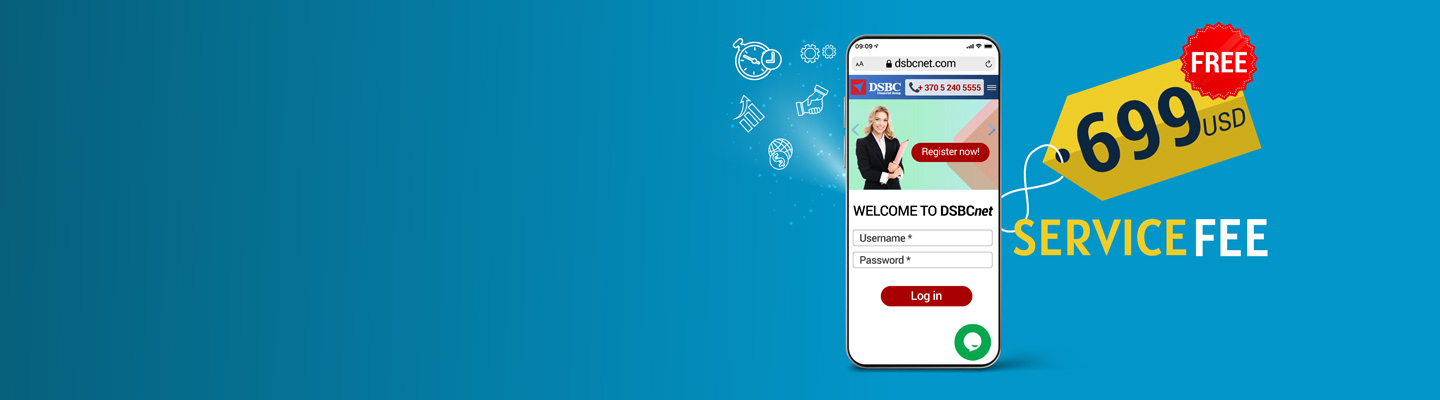 09:09
AA dsbcnet.com
DSBC
Financial Group
+ 370 5 240 5555
Register now!
WELCOME TO DSBCnet
Username *
Password *
Log in
FREE
699 USD
SERVICE FEE